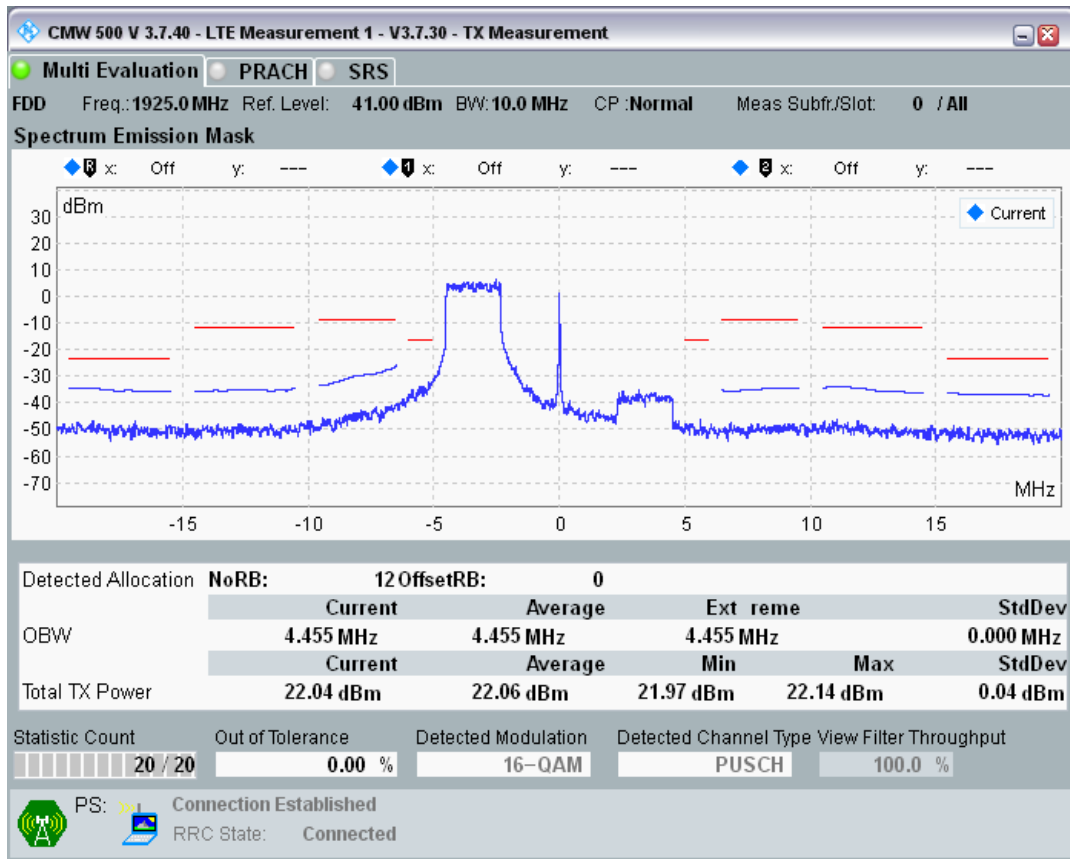 CMW 500 V 3.7.40 - LTE Measurement 1 - V3.7.30 - TX Measurement
Multi Evaluation PRACH SRS
FDD Freq.: 1925.0 MHz Ref. Level: 41.00 dBm BW: 10.0 MHz CP :Normal Meas Subfr./Slot: 0 / All
Spectrum Emission Mask
R x: Off y: --- 1 x: Off y: --- 2 x: Off y: ---
dBm
Current
30
20
10
0
-10
-20
-30
-40
-50
-60
-70
MHz
-15 -10 -5 0 5 10 15
Detected Allocation NoRB: 12 OffsetRB: 0
Current Average Ext reme StdDev
OBW 4.455 MHz 4.455 MHz 4.455 MHz 0.000 MHz
Current Average Min Max StdDev
Total TX Power 22.04 dBm 22.06 dBm 21.97 dBm 22.14 dBm 0.04 dBm
Statistic Count Out of Tolerance Detected Modulation Detected Channel Type View Filter Throughput
20 / 20 0.00 % 16-QAM PUSCH 100.0 %
PS: Connection Established
RRC State: Connected